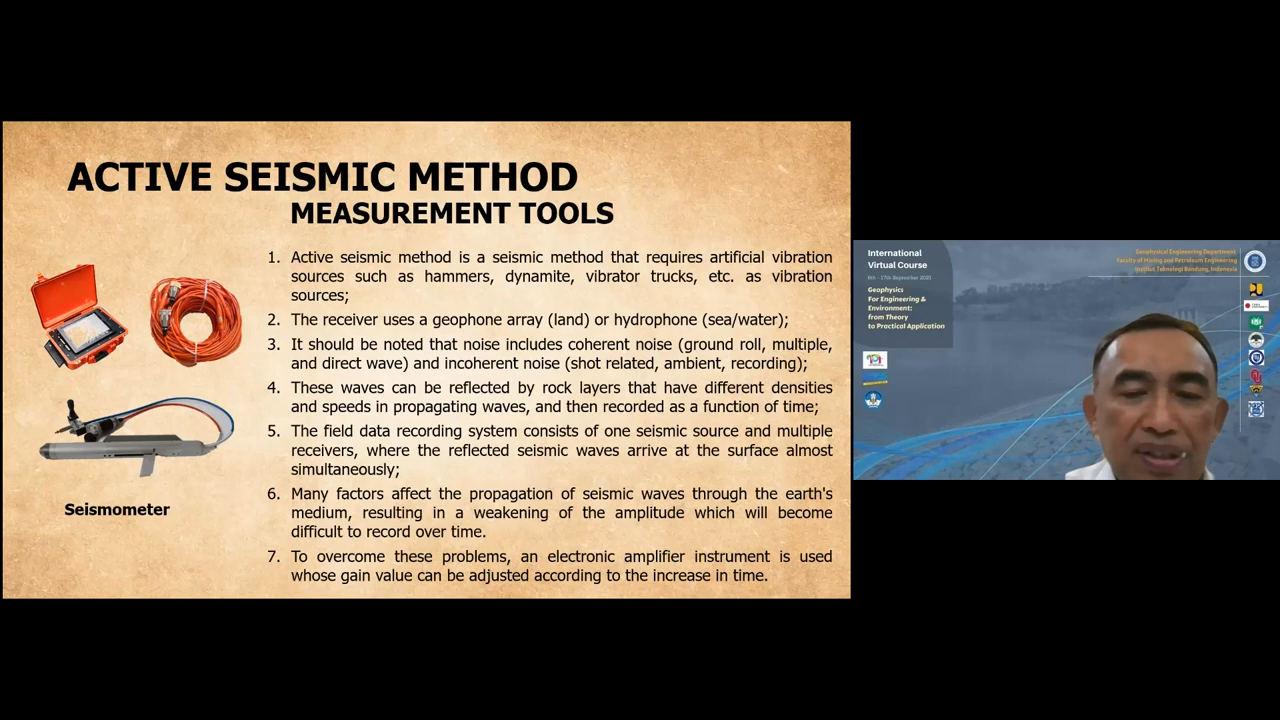 ACTIVE SEISMIC METHOD
MEASUREMENT TOOLS
1. Active seismic method is a seismic method that requires artificial vibration
sources such as hammers, dynamite, vibrator trucks, etc. as vibration
sources;
2. The receiver uses a geophone array (land) or hydrophone (sea/water);
3. It should be noted that noise includes coherent noise (ground roll, multiple,
and direct wave) and incoherent noise (shot related, ambient, recording);
4. These waves can be reflected by rock layers that have different densities
and speeds in propagating waves, and then recorded as a function of time;
5. The field data recording system consists of one seismic source and multiple
receivers, where the reflected seismic waves arrive at the surface almost
simultaneously;
6. Many factors affect the propagation of seismic waves through the earth's
medium, resulting in a weakening of the amplitude which will become
difficult to record over time.
7. To overcome these problems, an electronic amplifier instrument is used
whose gain value can be adjusted according to the increase in time.
Seismometer
International
Virtual Course
6th - 17th September 2021
Geophysics
For Engineering &
Environment:
from Theory
to Practical Application
Geophysical Engineering Department
Faculty of Mining and Petroleum Engineering
Institut Teknologi Bandung, Indonesia